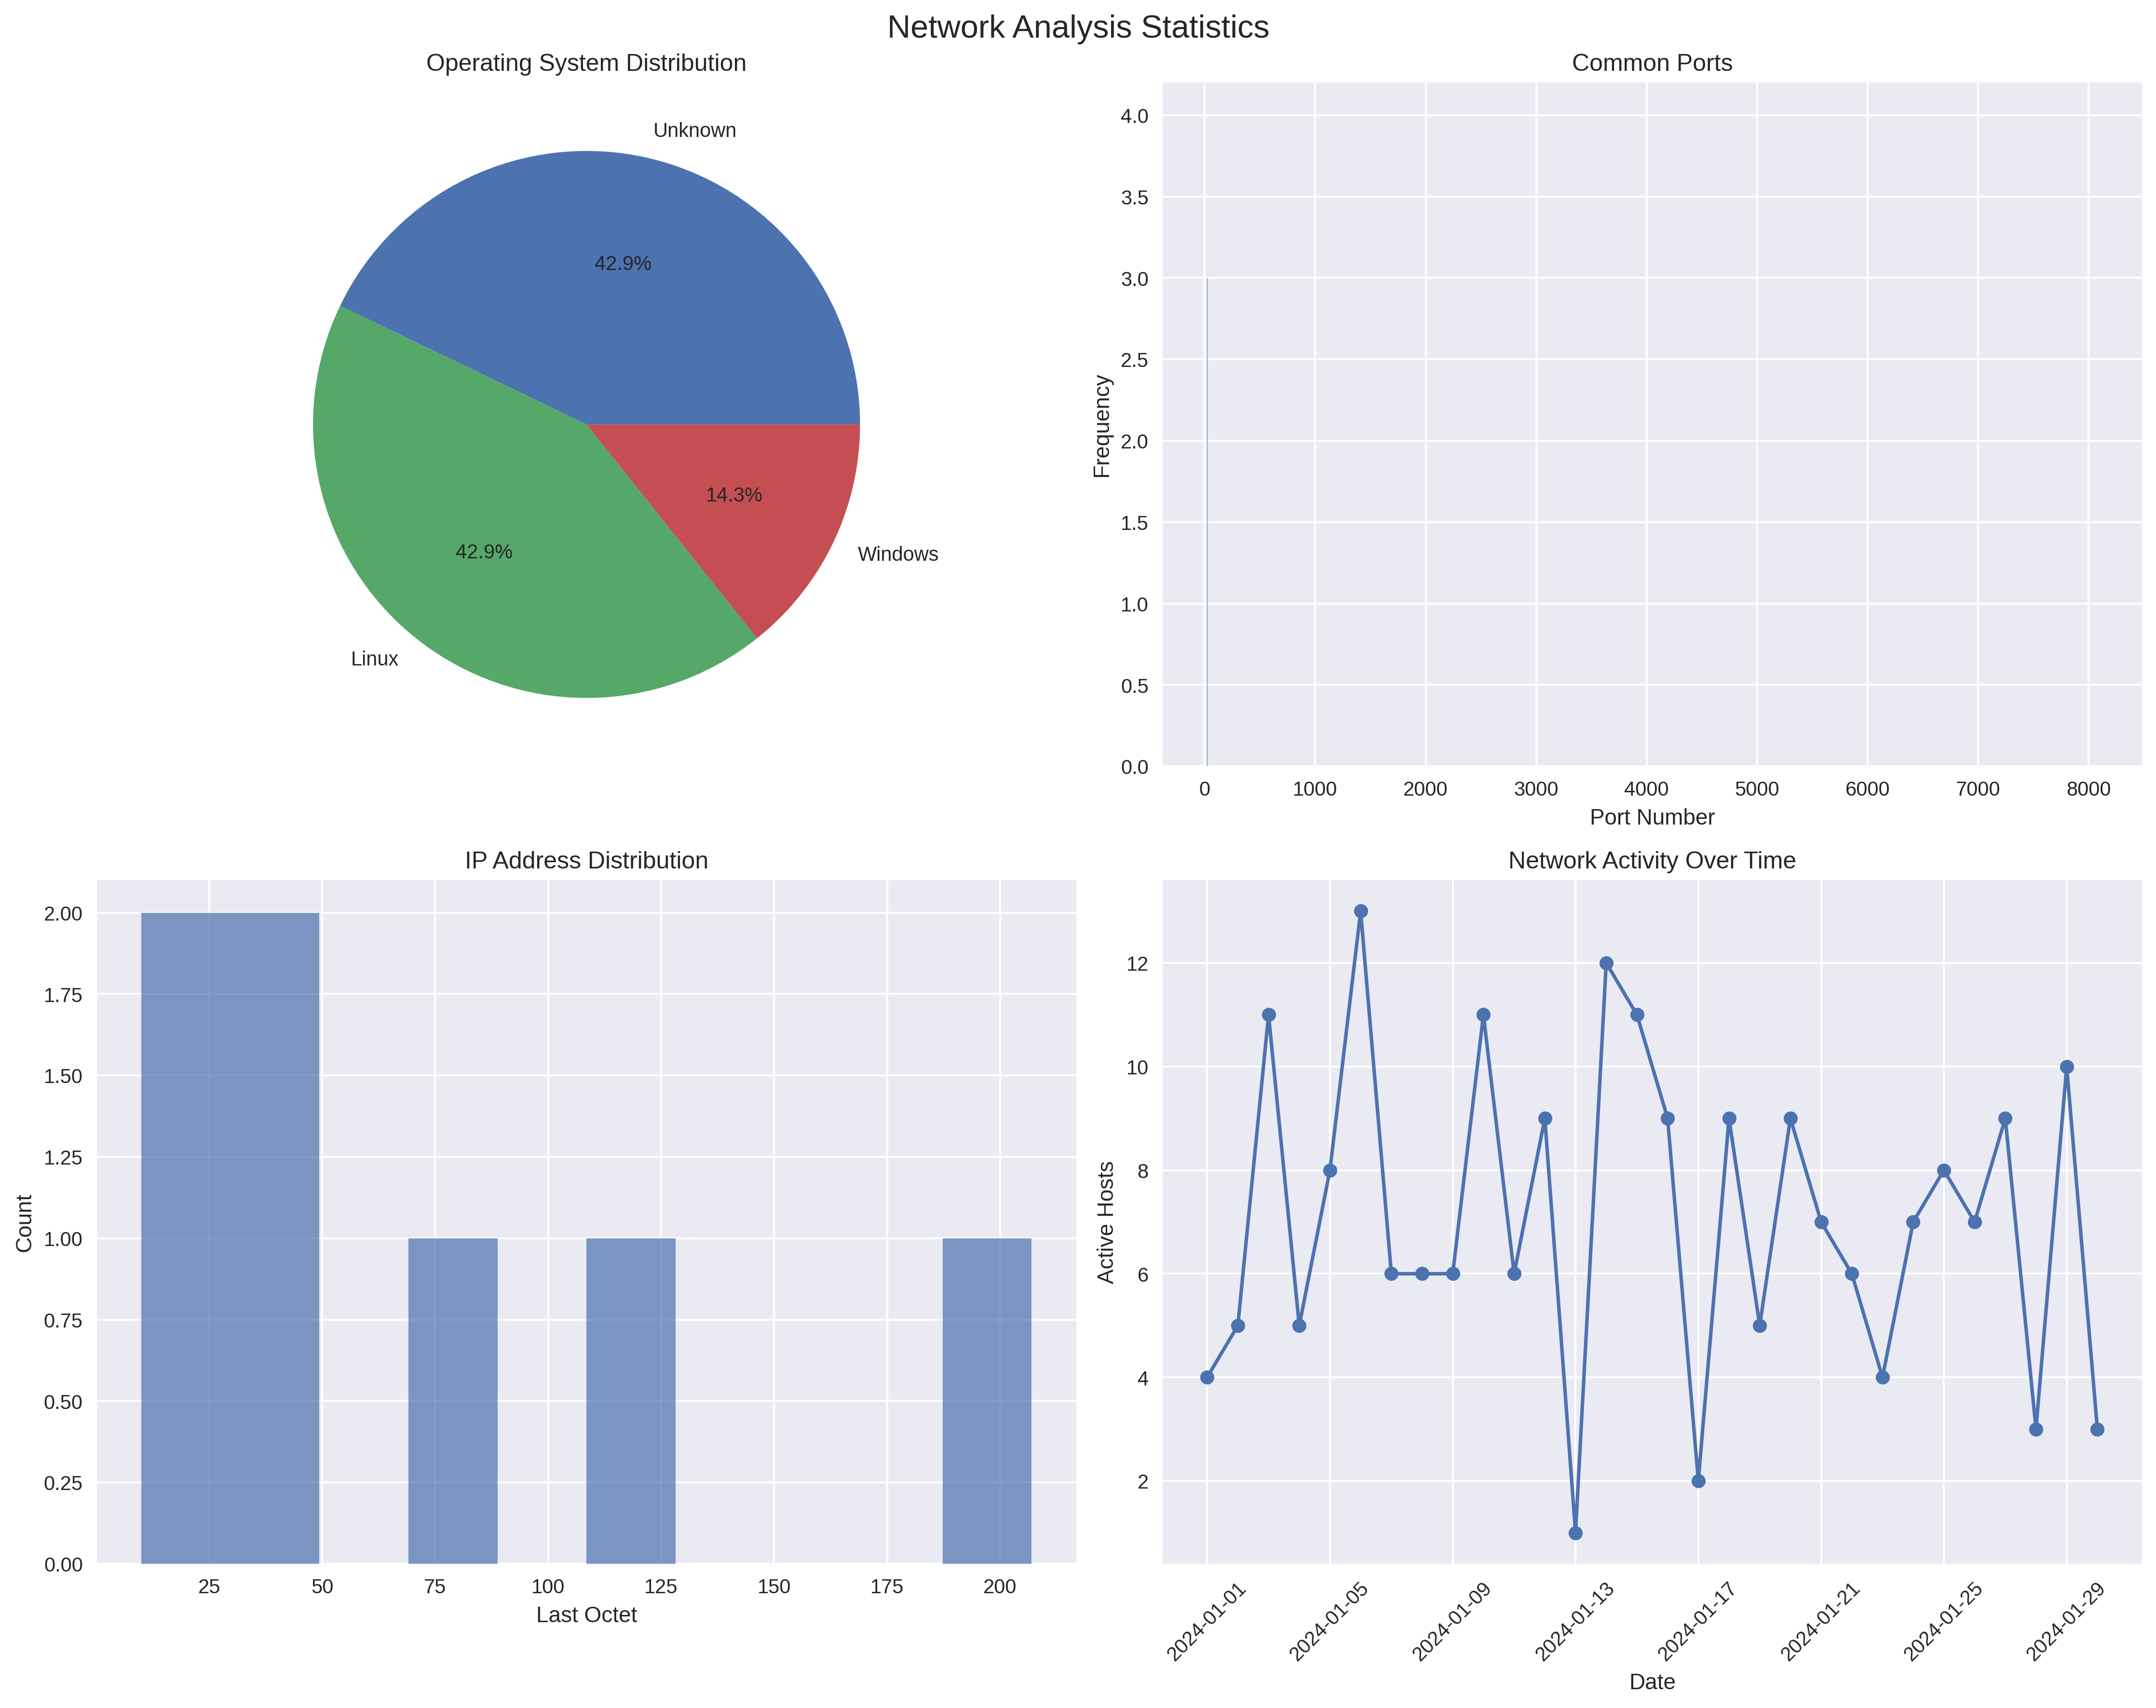 Network Analysis Statistics
Operating System Distribution
Unknown
42.9%
14.3%
Windows
42.9%
Linux
Common Ports
4.0
3.5
3.0
2.5
2.0
1.5
1.0
0.5
0.0
Frequency
0 1000 2000 3000 4000 5000 6000 7000 8000
Port Number
IP Address Distribution
2.00
1.75
1.50
1.25
1.00
0.75
0.50
0.25
0.00
Count
25 50 75 100 125 150 175 200
Last Octet
Network Activity Over Time
12
10
8
6
4
2
Active Hosts
2024-01-01 2024-01-05 2024-01-09 2024-01-13 2024-01-17 2024-01-21 2024-01-25 2024-01-29
Date